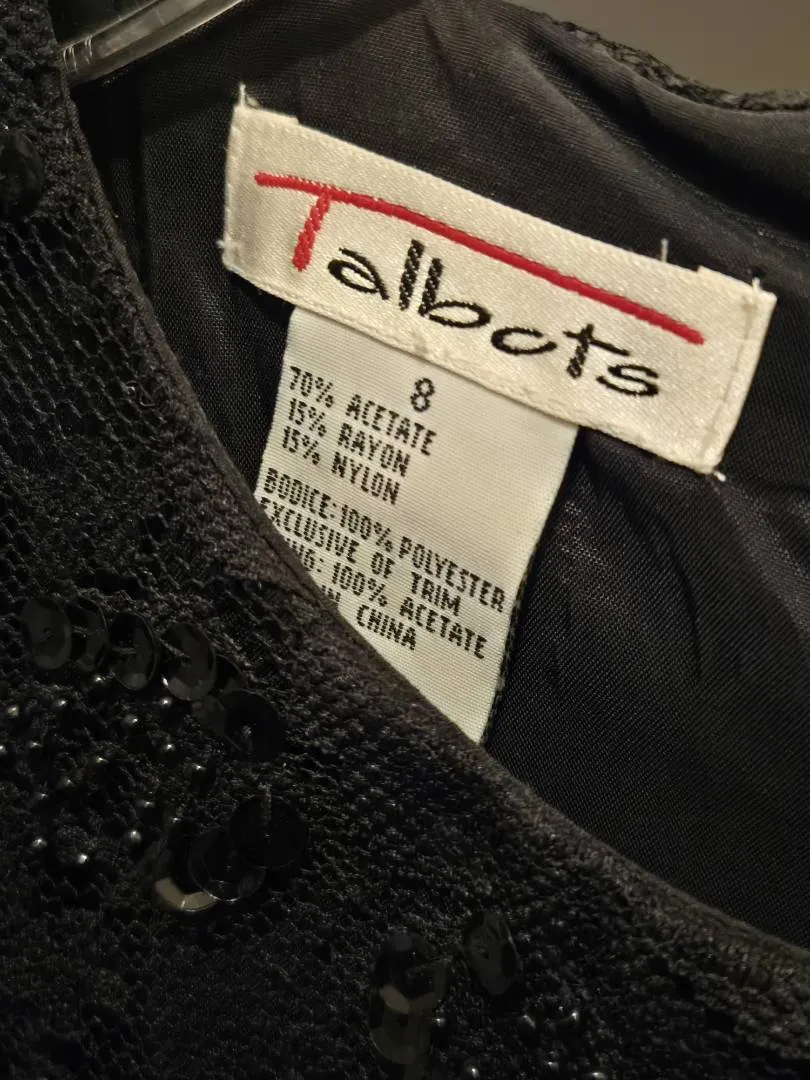 Talbots
8
70% ACETATE
15% RAYON
15% NYLON
BODICE: 100% POLYESTER
EXCLUSIVE OF TRIM
100% ACETATE
CHINA